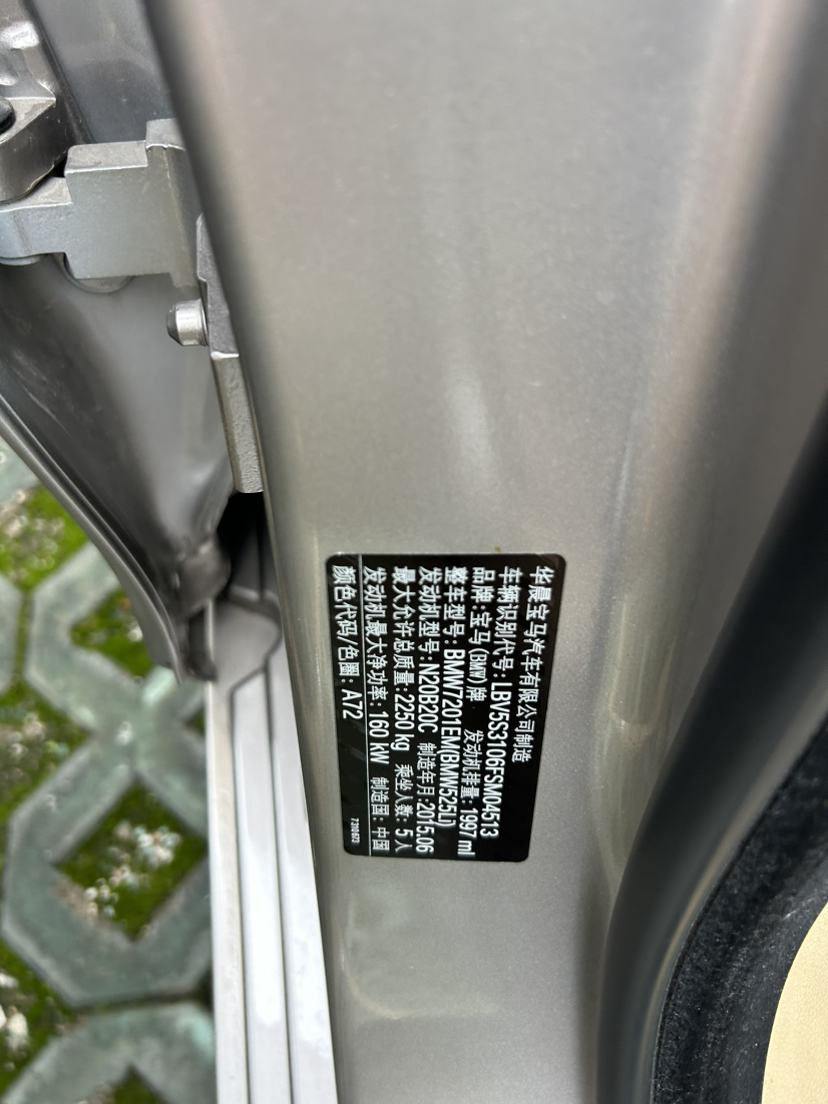 华晨宝马汽车有限公司制造
车辆识别代号: LBV5S3106FSM04513
品牌: 宝马(BMW)牌 发动机排量: 1997 ml
整车型号: BMW7201EM(BMW525Li)
发动机型号: N20B20C 制造年月: 2015.06
最大允许总质量: 2250 kg 乘坐人数: 5 人
发动机最大净功率: 160 kW 制造国: 中国
颜色代码/色圈: A72